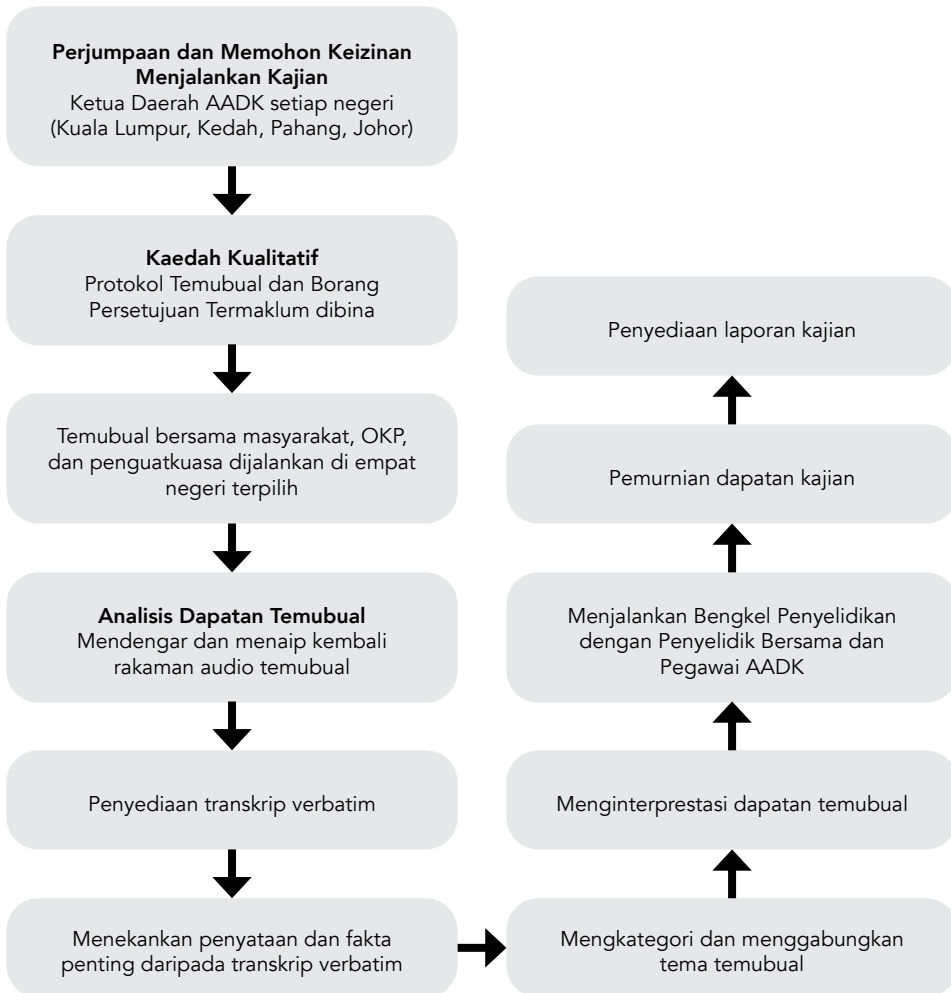 Perjumpaan dan Memohon Keizinan
Menjalankan Kajian
Ketua Daerah AADK setiap negeri
(Kuala Lumpur, Kedah, Pahang, Johor)
Kaedah Kualitatif
Protokol Temubual dan Borang
Persetujuan Termaklum dibina
Temubual bersama masyarakat, OKP,
dan penguatkuasa dijalankan di empat
negeri terpilih
Analisis Dapatan Temubual
Mendengar dan menaip kembali
rakaman audio temubual
Penyediaan transkrip verbatim
Menekankan penyataan dan fakta
penting daripada transkrip verbatim
Mengkategori dan menggabungkan
tema temubual
Menginterprestasi dapatan temubual
Menjalankan Bengkel Penyelidikan
dengan Penyelidik Bersama dan
Pegawai AADK
Pemurnian dapatan kajian
Penyediaan laporan kajian